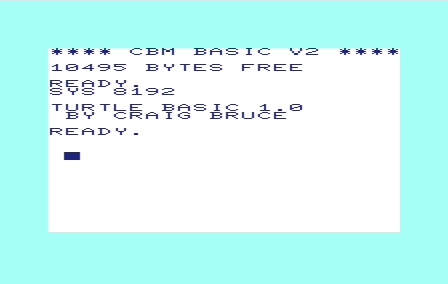 **** CBM BASIC V2 ****
10495 BYTES FREE
READY.
SYS 8192
TURTLE BASIC 1.0
BY CRAIG BRUCE
READY.